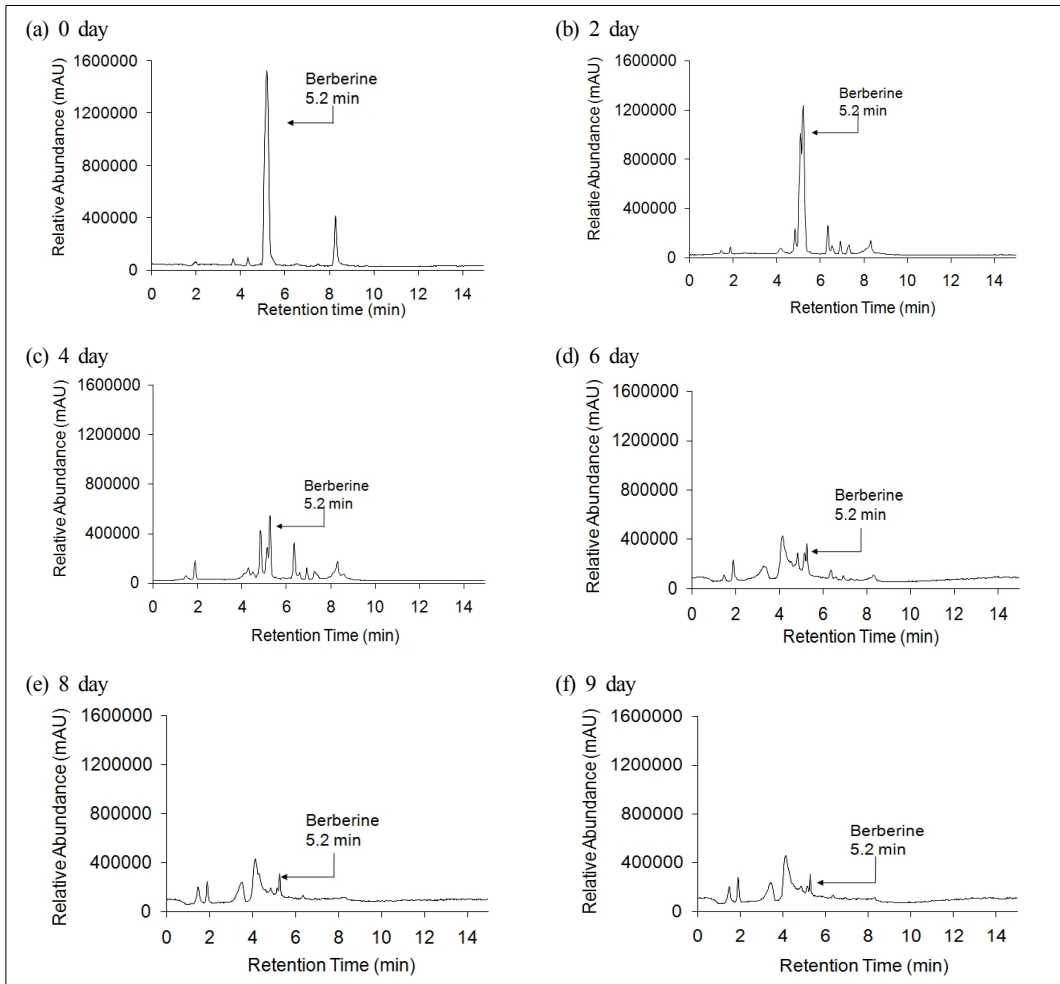 (a) 0 day
Relative Abundance (mAU)
1600000
1200000
800000
400000
0
Berberine
5.2 min
0 2 4 6 8 10 12 14
Retention time (min)
(b) 2 day
Relatie Abundance (mAU)
1600000
1200000
800000
400000
0
Berberine
5.2 min
0 2 4 6 8 10 12 14
Retention Time (min)
(c) 4 day
Relative Abundance (mAU)
1600000
1200000
800000
400000
0
Berberine
5.2 min
0 2 4 6 8 10 12 14
Retention Time (min)
(d) 6 day
Relative Abundance (mAU)
1600000
1200000
800000
400000
0
Berberine
5.2 min
0 2 4 6 8 10 12 14
Retention Time (min)
(e) 8 day
Relative Abundance (mAU)
1600000
1200000
800000
400000
0
Berberine
5.2 min
0 2 4 6 8 10 12 14
Retention Time (min)
(f) 9 day
Relative Abundance (mAU)
1600000
1200000
800000
400000
0
Berberine
5.2 min
0 2 4 6 8 10 12 14
Retention Time (min)